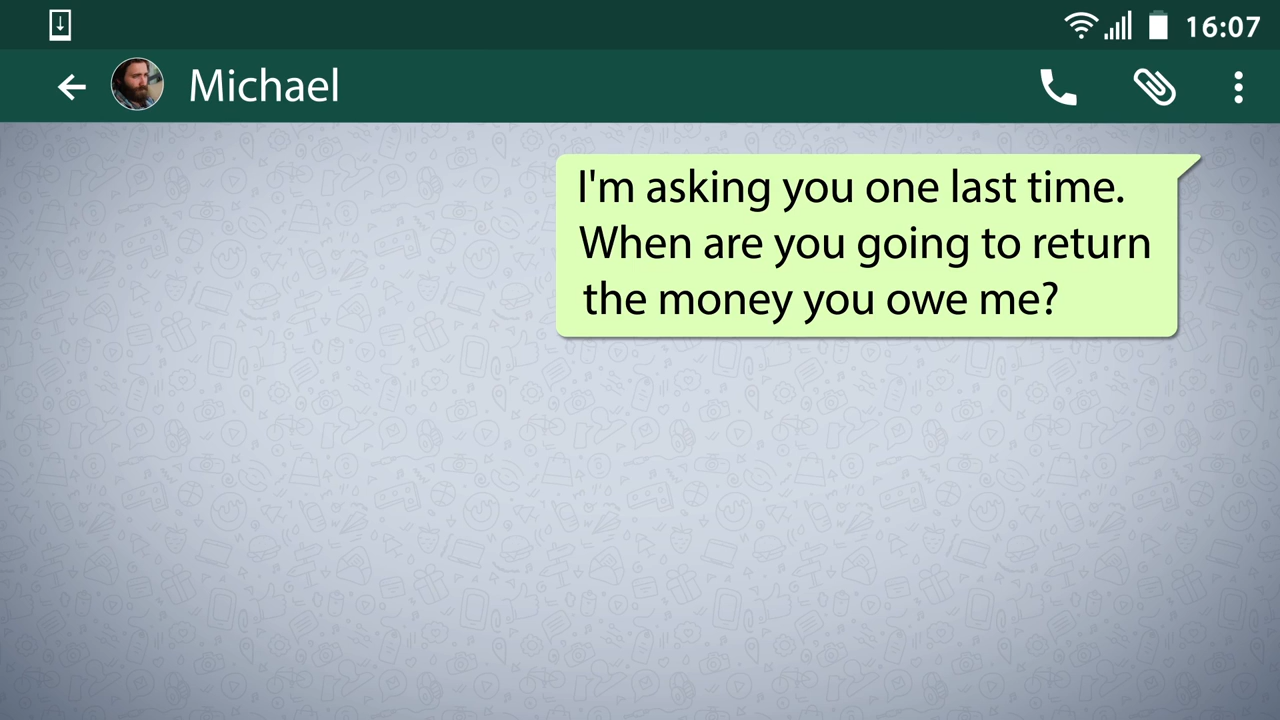 16:07
Michael
I'm asking you one last time.
When are you going to return
the money you owe me?